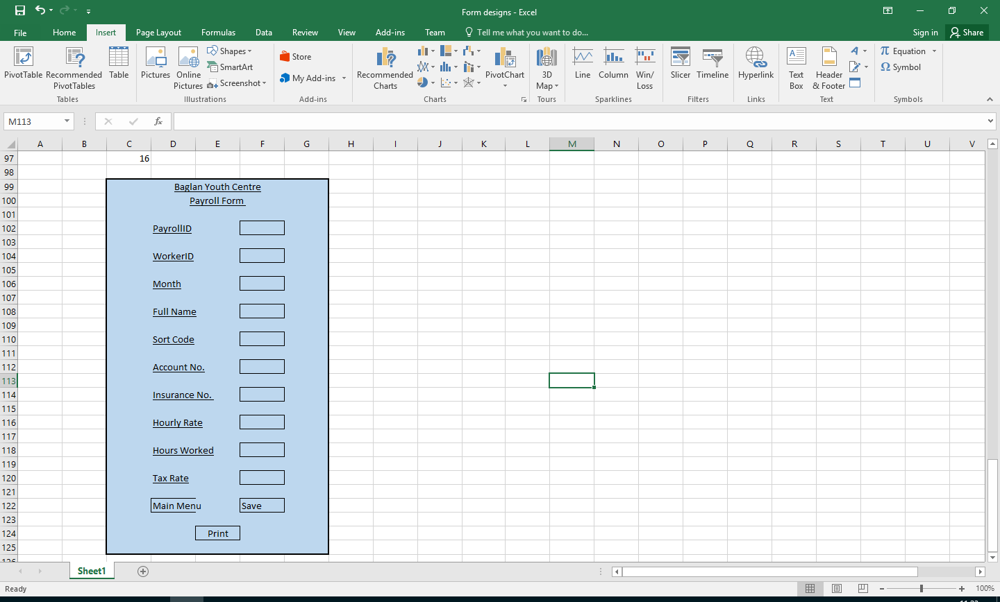 Form designs - Excel
File Home Insert Page Layout Formulas Data Review View Add-ins Team Tell me what you want to do... Sign in Share
PivotTable Recommended PivotTables Table
Tables
Pictures Online Pictures Shapes SmartArt Screenshot
Illustrations
Store
My Add-ins
Add-ins
Recommended Charts PivotChart
Charts
3D Map
Tours
Line Column Win/ Loss
Sparklines
Slicer Timeline
Filters
Hyperlink
Links
Text Box Header & Footer
Text
π Equation
Ω Symbol
Symbols
M113 fx
A B C D E F G H I J K L M N O P Q R S T U V
97 16
98
99 Baglan Youth Centre
100 Payroll Form
101
102 PayrollID
103
104 WorkerID
105
106 Month
107
108 Full Name
109
110 Sort Code
111
112 Account No.
113
114 Insurance No.
115
116 Hourly Rate
117
118 Hours Worked
119
120 Tax Rate
121
122 Main Menu Save
123
124 Print
125
Sheet1
Ready 100%